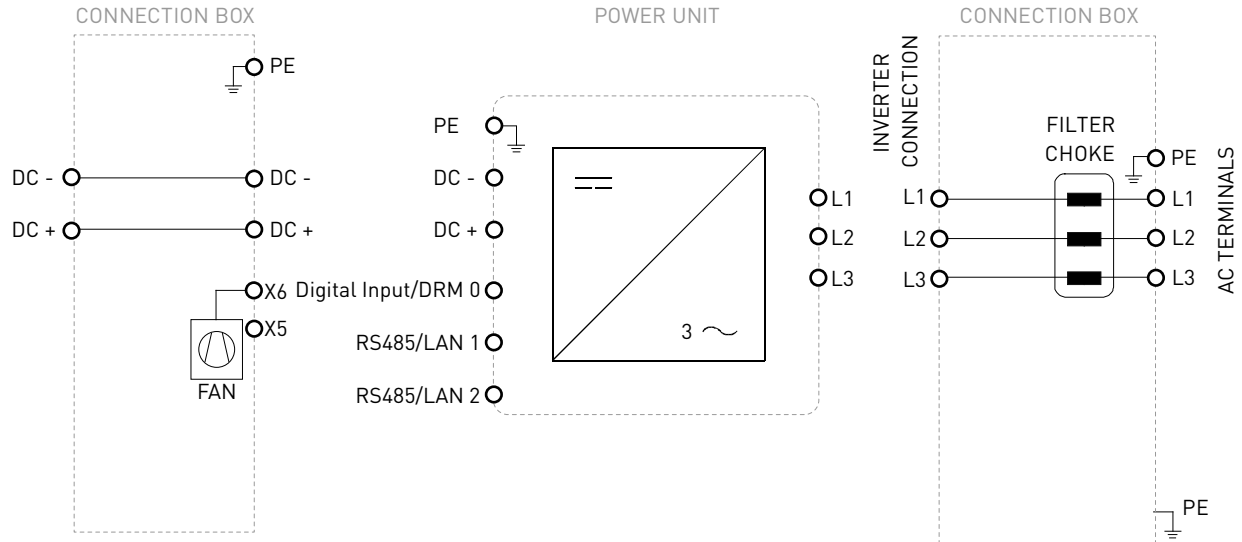 CONNECTION BOX
PE
DC -
DC +
DC -
DC +
X6
X5
FAN
POWER UNIT
PE
DC -
DC +
Digital Input/DRM 0
RS485/LAN 1
RS485/LAN 2
3
L1
L2
L3
CONNECTION BOX
INVERTER
CONNECTION
L1
L2
L3
FILTER
CHOKE
PE
L1
L2
L3
AC TERMINALS
PE